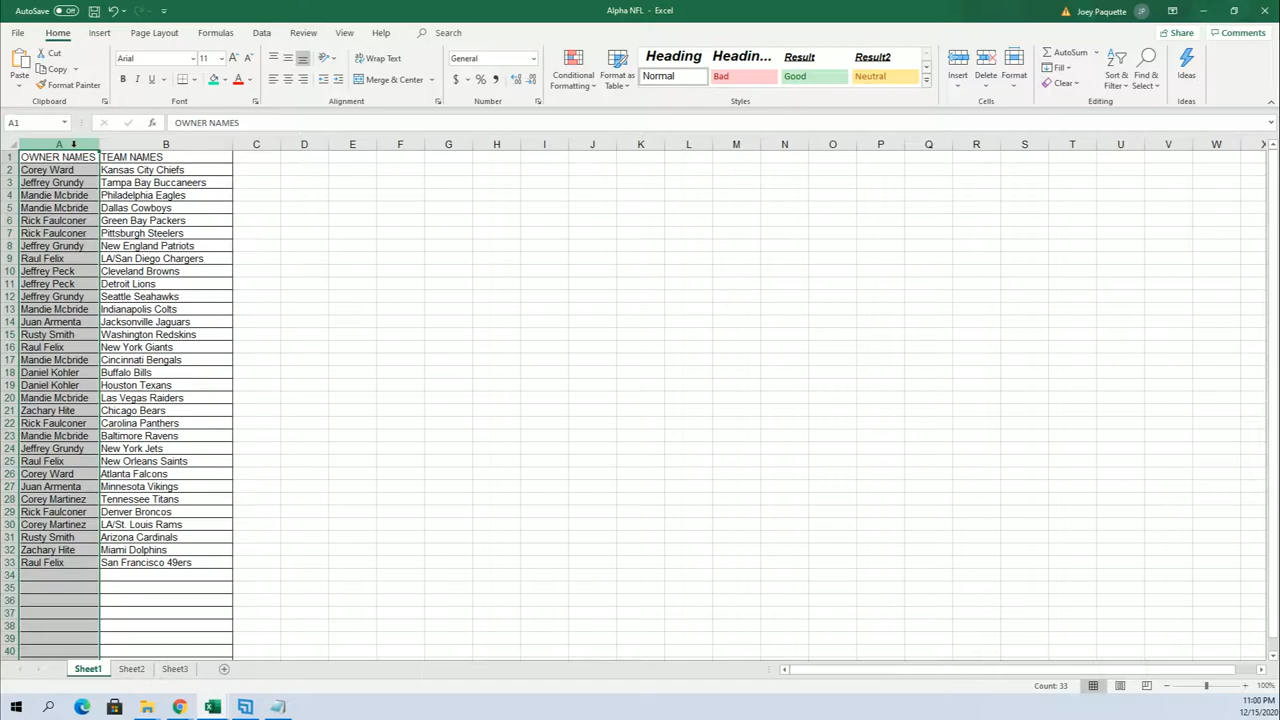 AutoSave Off Alpha NFL - Excel Joey Paquette JP
File Home Insert Page Layout Formulas Data Review View Help Search Share Comments
Paste Cut Copy Format Painter Clipboard
Arial 11 A A B I U A Font
Wrap Text Merge & Center Alignment
General $ % , Number
Conditional Formatting Format as Table
Heading Headin... Result Result2
Normal Bad Good Neutral
Styles
Insert Delete Format Cells
AutoSum Fill Clear Sort & Filter Find & Select Editing
Ideas Ideas
A1 fx OWNER NAMES
A B C D E F G H I J K L M N O P Q R S T U V W X
1 OWNER NAMES TEAM NAMES
2 Corey Ward Kansas City Chiefs
3 Jeffrey Grundy Tampa Bay Buccaneers
4 Mandie Mcbride Philadelphia Eagles
5 Mandie Mcbride Dallas Cowboys
6 Rick Faulconer Green Bay Packers
7 Rick Faulconer Pittsburgh Steelers
8 Jeffrey Grundy New England Patriots
9 Raul Felix LA/San Diego Chargers
10 Jeffrey Peck Cleveland Browns
11 Jeffrey Peck Detroit Lions
12 Jeffrey Grundy Seattle Seahawks
13 Mandie Mcbride Indianapolis Colts
14 Juan Armenta Jacksonville Jaguars
15 Rusty Smith Washington Redskins
16 Raul Felix New York Giants
17 Mandie Mcbride Cincinnati Bengals
18 Daniel Kohler Buffalo Bills
19 Daniel Kohler Houston Texans
20 Mandie Mcbride Las Vegas Raiders
21 Zachary Hite Chicago Bears
22 Rick Faulconer Carolina Panthers
23 Mandie Mcbride Baltimore Ravens
24 Jeffrey Grundy New York Jets
25 Raul Felix New Orleans Saints
26 Corey Ward Atlanta Falcons
27 Juan Armenta Minnesota Vikings
28 Corey Martinez Tennessee Titans
29 Rick Faulconer Denver Broncos
30 Corey Martinez LA/St. Louis Rams
31 Rusty Smith Arizona Cardinals
32 Zachary Hite Miami Dolphins
33 Raul Felix San Francisco 49ers
34
35
36
37
38
39
40
Sheet1 Sheet2 Sheet3
Count: 33 100%
11:00 PM
12/15/2020